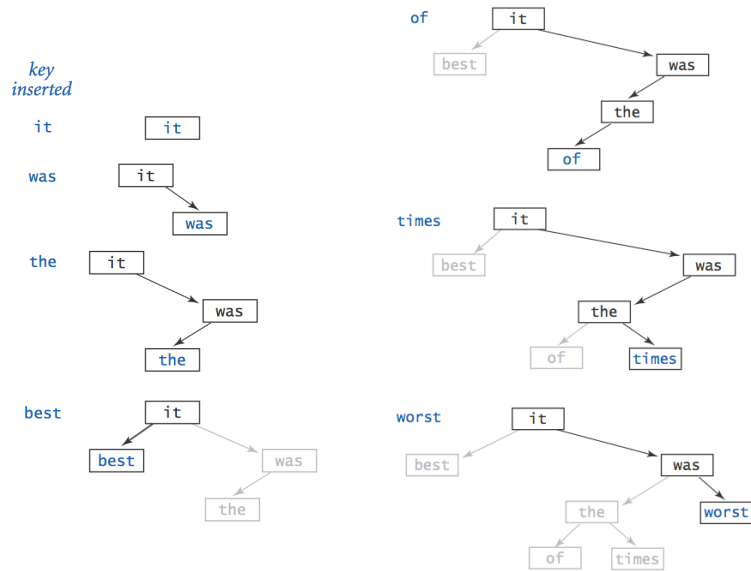 key
inserted
it
it
was
it
was
the
it
was
the
best
it
best
was
the
of
it
best
was
the
of
times
it
best
was
the
of
times
worst
it
best
was
worst
the
of
times